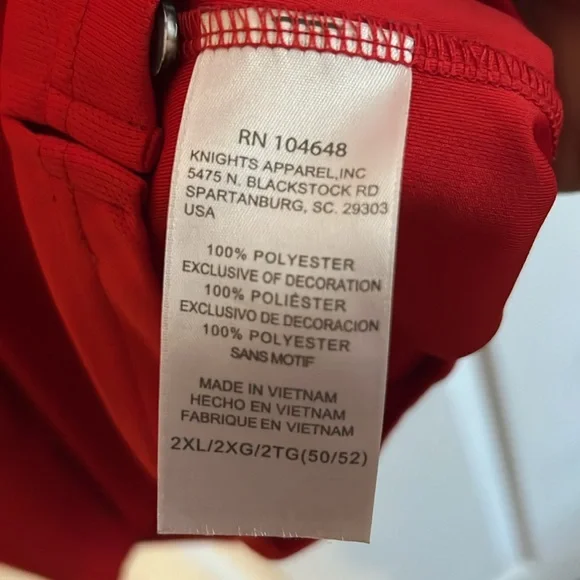 RN 104648
KNIGHTS APPAREL,INC
5475 N. BLACKSTOCK RD
SPARTANBURG, SC. 29303
USA
100% POLYESTER
EXCLUSIVE OF DECORATION
100% POLIÉSTER
EXCLUSIVO DE DECORACION
100% POLYESTER
SANS MOTIF
MADE IN VIETNAM
HECHO EN VIETNAM
FABRIQUE EN VIETNAM
2XL/2XG/2TG(50/52)